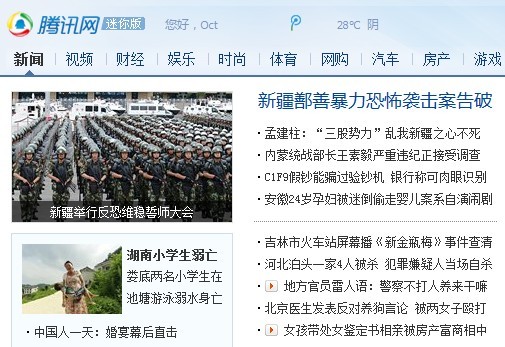 腾讯网 迷你版 您好，Oct 28℃ 阴
新闻 视频 财经 娱乐 时尚 体育 网购 汽车 房产 游戏
新疆举行反恐维稳誓师大会
湖南小学生弱亡
娄底两名小学生在
池塘游泳弱水身亡
·中国人一天：婚宴幕后直击
新疆鄯善暴力恐怖袭击案告破
·孟建柱：“三股势力”乱我新疆之心不死
·内蒙统战部长王素毅严重违纪正接受调查
·C1F9假钞能骗过验钞机 银行称可肉眼识别
·安徽24岁孕妇被迷倒偷走婴儿案系自演闹剧
·吉林市火车站屏幕播《新金瓶梅》事件查清
·河北泊头一家4人被杀 犯罪嫌疑人当场自杀
·地方官员雷人语：警察不打人养来干嘛
·北京医生发表反对养狗言论 被两女子殴打
·女孩带处女鉴定书相亲被房产富商相中